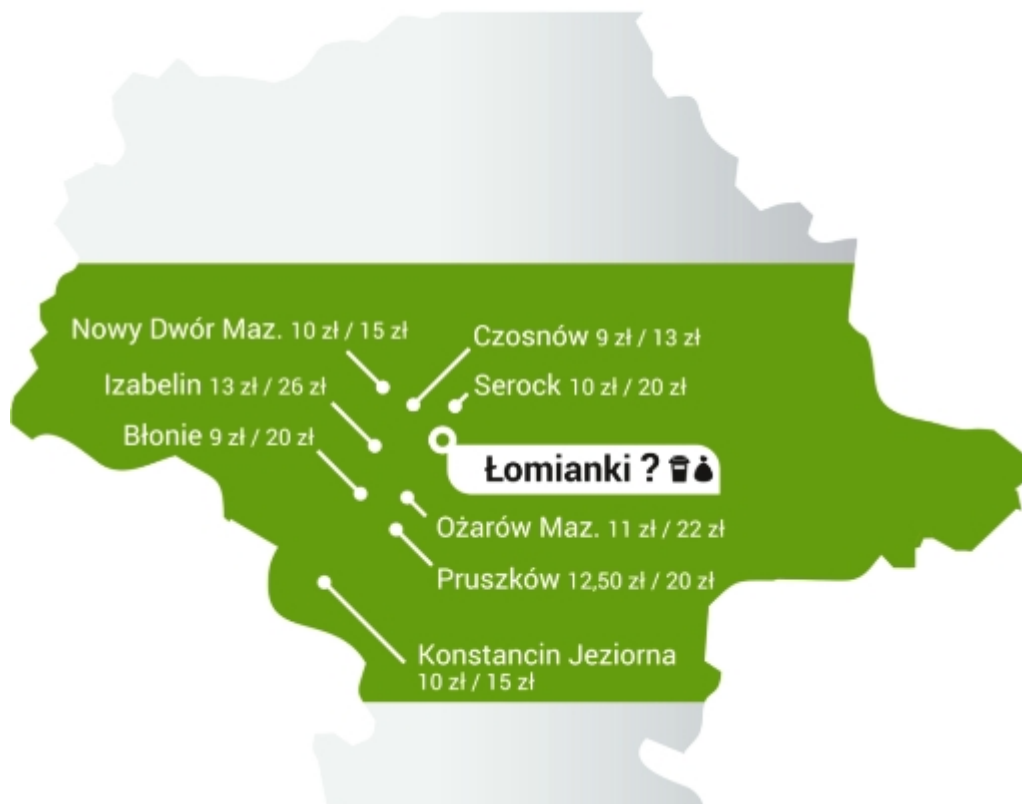 Nowy Dwór Maz. 10 zł / 15 zł
Czosnów 9 zł / 13 zł
Izabelin 13 zł / 26 zł
Serock 10 zł / 20 zł
Błonie 9 zł / 20 zł
Łomianki ?
Ożarów Maz. 11 zł / 22 zł
Pruszków 12,50 zł / 20 zł
Konstancin Jeziorna
10 zł / 15 zł